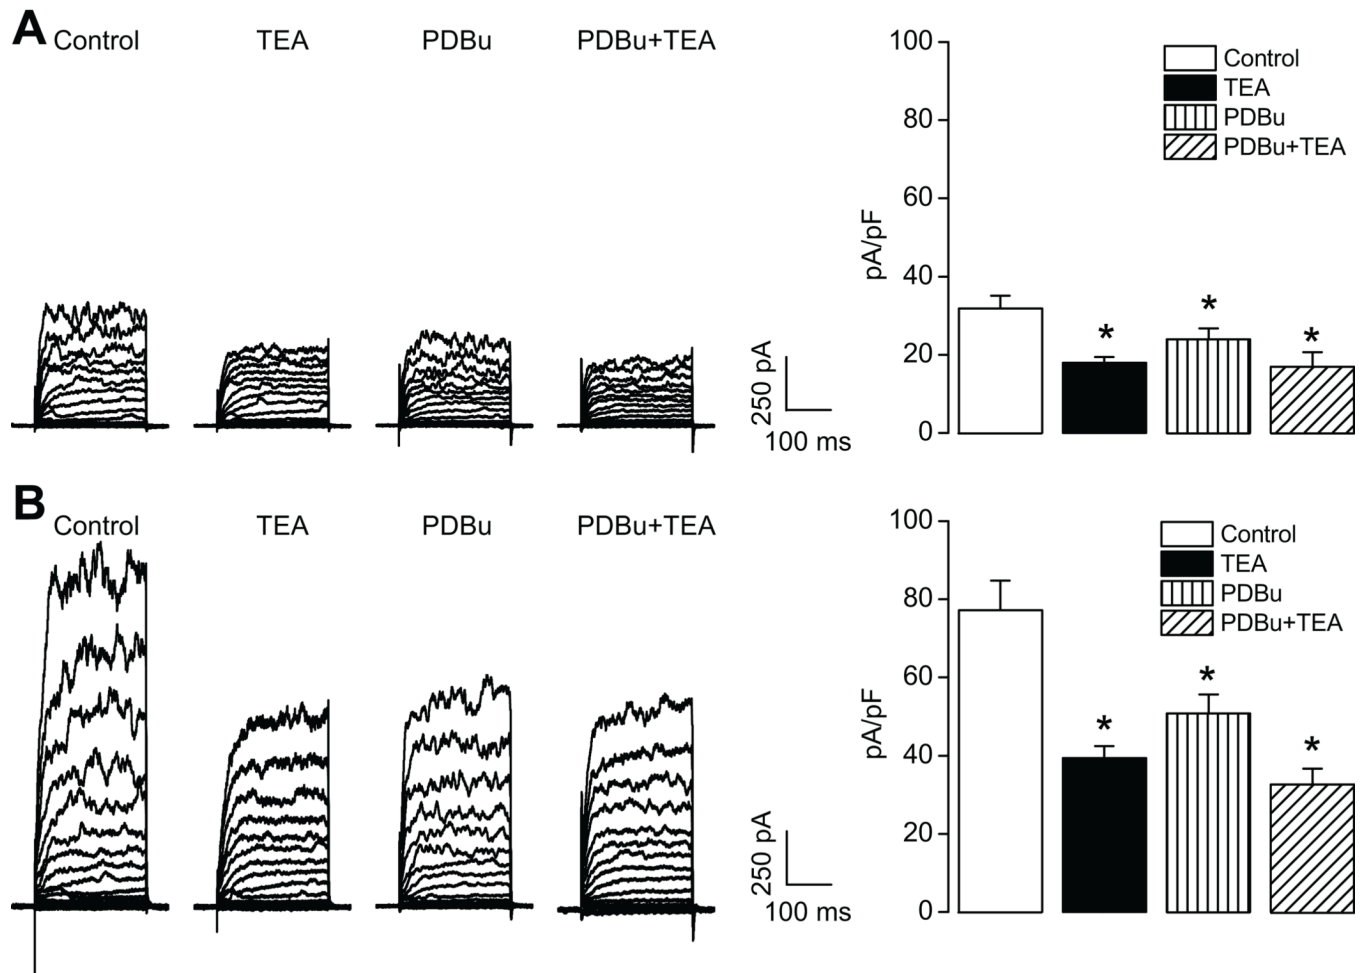 A
Control TEA PDBu PDBu+TEA
250 pA
100 ms
pA/pF
100
80
60
40
20
0
Control
TEA
PDBu
PDBu+TEA
* * *
B
Control TEA PDBu PDBu+TEA
250 pA
100 ms
pA/pF
100
80
60
40
20
0
Control
TEA
PDBu
PDBu+TEA
* * *